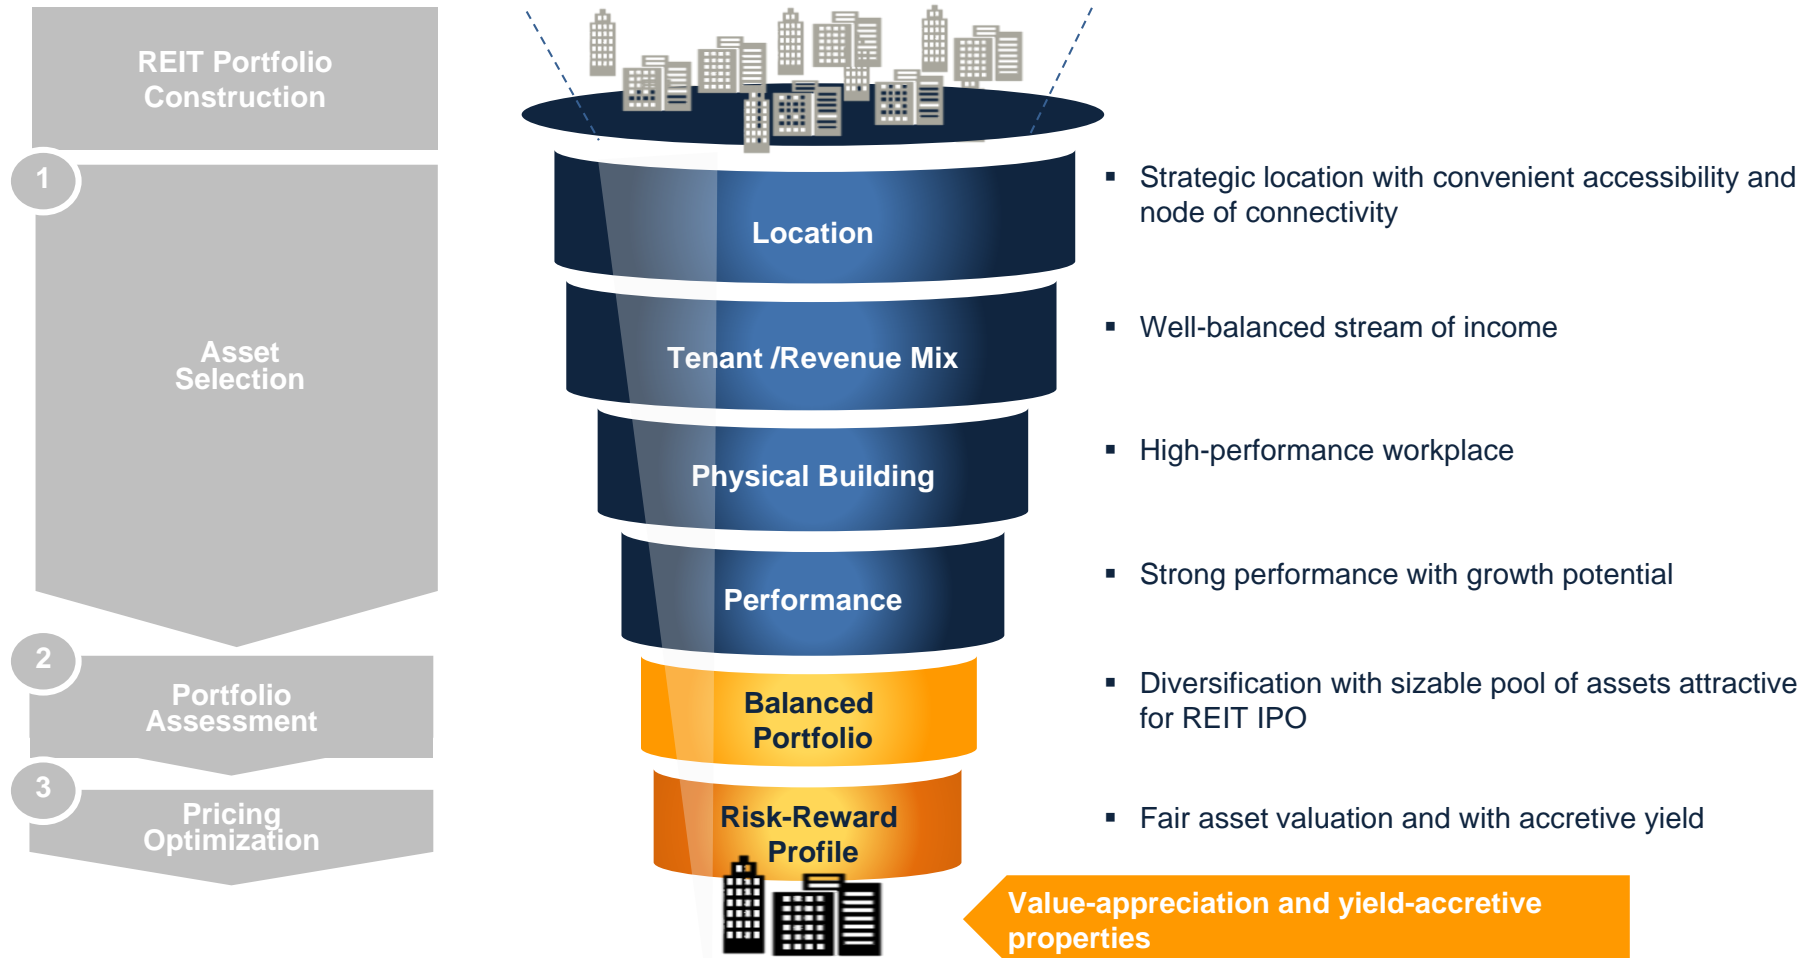 REIT Portfolio
Construction
1
Asset
Selection
2
Portfolio
Assessment
3
Pricing
Optimization
Location
Tenant /Revenue Mix
Physical Building
Performance
Balanced
Portfolio
Risk-Reward
Profile
▪ Strategic location with convenient accessibility and
node of connectivity
▪ Well-balanced stream of income
▪ High-performance workplace
▪ Strong performance with growth potential
▪ Diversification with sizable pool of assets attractive
for REIT IPO
▪ Fair asset valuation and with accretive yield
Value-appreciation and yield-accretive
properties